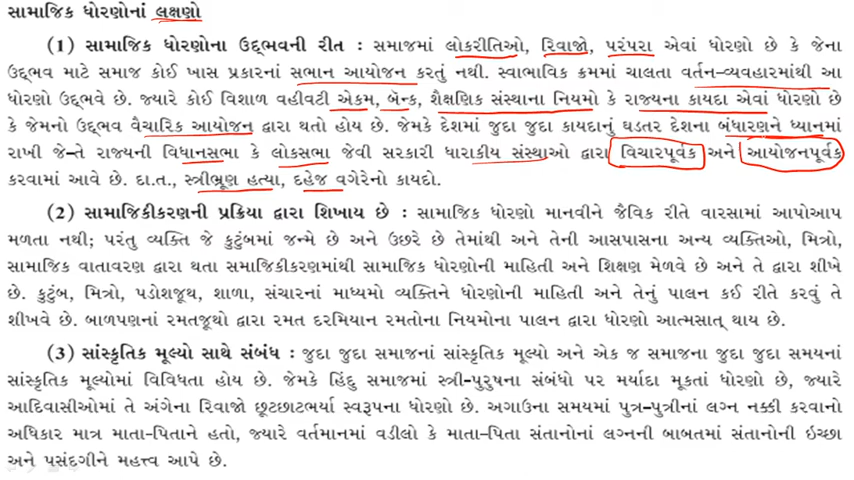 સામાજિક ધોરણોનાં લક્ષણો
(1) સામાજિક ધોરણોના ઉદ્દભવની રીત : સમાજમાં લોકરીતિઓ, રિવાજો, પરંપરા એવાં ધોરણો છે કે જેના
ઉદ્દભવ માટે સમાજ કોઈ ખાસ પ્રકારનાં સભાન આયોજન કરતું નથી. સ્વાભાવિક ક્રમમાં ચાલતા વર્તન-વ્યવહારમાંથી આ
ધોરણો ઉદ્દભવે છે. જ્યારે કોઈ વિશાળ વહીવટી એકમ, બૅન્ક, શૈક્ષણિક સંસ્થાના નિયમો કે રાજ્યના કાયદા એવાં ધોરણો છે
કે જેમનો ઉદ્દભવ વૈચારિક આયોજન દ્વારા થતો હોય છે. જેમકે દેશમાં જુદા જુદા કાયદાનું ઘડતર દેશના બંધારણને ધ્યાનમાં
રાખી જે-તે રાજ્યની વિધાનસભા કે લોકસભા જેવી સરકારી ધારાકીય સંસ્થાઓ દ્વારા વિચારપૂર્વક અને આયોજનપૂર્વક
કરવામાં આવે છે. દા.ત., સ્ત્રીભ્રૂણ હત્યા, દહેજ વગેરેનો કાયદો.
(2) સામાજિકીકરણની પ્રક્રિયા દ્વારા શિખાય છે : સામાજિક ધોરણો માનવીને જૈવિક રીતે વારસામાં આપોઆપ
મળતા નથી; પરંતુ વ્યક્તિ જે કુટુંબમાં જન્મે છે અને ઉછરે છે તેમાંથી અને તેની આસપાસના અન્ય વ્યક્તિઓ, મિત્રો,
સામાજિક વાતાવરણ દ્વારા થતા સમાજિકીકરણમાંથી સામાજિક ધોરણોની માહિતી અને શિક્ષણ મેળવે છે અને તે દ્વારા શીખે
છે. કુટુંબ, મિત્રો, પડોશજૂથ, શાળા, સંચારનાં માધ્યમો વ્યક્તિને ધોરણોની માહિતી અને તેનું પાલન કઈ રીતે કરવું તે
શીખવે છે. બાળપણનાં રમતજૂથો દ્વારા રમત દરમિયાન રમતોના નિયમોના પાલન દ્વારા ધોરણો આત્મસાત્ થાય છે.
(3) સાંસ્કૃતિક મૂલ્યો સાથે સંબંધ : જુદા જુદા સમાજનાં સાંસ્કૃતિક મૂલ્યો અને એક જ સમાજના જુદા જુદા સમયનાં
સાંસ્કૃતિક મૂલ્યોમાં વિવિધતા હોય છે. જેમકે હિંદુ સમાજમાં સ્ત્રી-પુરુષના સંબંધો પર મર્યાદા મૂકતાં ધોરણો છે, જ્યારે
આદિવાસીઓમાં તે અંગેના રિવાજો છૂટછાટભર્યા સ્વરૂપના ધોરણો છે. અગાઉના સમયમાં પુત્ર-પુત્રીનાં લગ્ન નક્કી કરવાનો
અધિકાર માત્ર માતા-પિતાને હતો, જ્યારે વર્તમાનમાં વડીલો કે માતા-પિતા સંતાનોનાં લગ્નની બાબતમાં સંતાનોની ઇચ્છા
અને પસંદગીને મહત્ત્વ આપે છે.